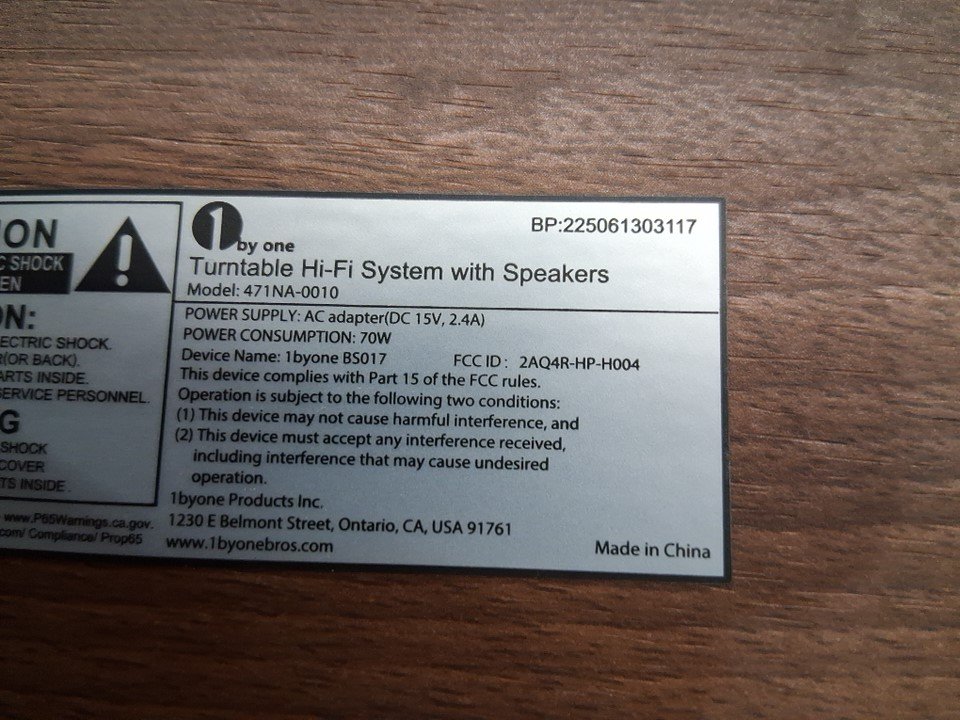 ION
C SHOCK
EN
N:
ECTRIC SHOCK.
R(OR BACK).
ARTS INSIDE.
SERVICE PERSONNEL.
G
SHOCK
COVER
TS INSIDE.
www.P65Warnings.ca.gov.
com/ Compliance/ Prop65
1 by one
BP:225061303117
Turntable Hi-Fi System with Speakers
Model: 471NA-0010
POWER SUPPLY: AC adapter(DC 15V, 2.4A)
POWER CONSUMPTION: 70W
Device Name: 1byone BS017 FCC ID : 2AQ4R-HP-H004
This device complies with Part 15 of the FCC rules.
Operation is subject to the following two conditions:
(1) This device may not cause harmful interference, and
(2) This device must accept any interference received,
including interference that may cause undesired
operation.
1byone Products Inc.
1230 E Belmont Street, Ontario, CA, USA 91761
www.1byonebros.com
Made in China